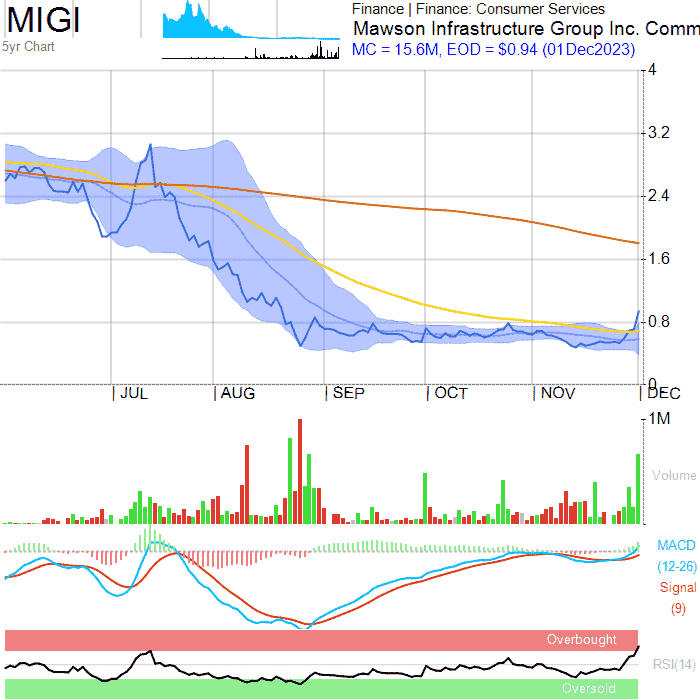 MIGI
5yr Chart
Finance | Finance: Consumer Services
Mawson Infrastructure Group Inc. Comm
MC = 15.6M, EOD = $0.94 (01Dec2023)
4
3.2
2.4
1.6
0.8
0
JUL
AUG
SEP
OCT
NOV
DEC
1M
Volume
MACD
(12-26)
Signal
(9)
Overbought
RSI(14)
Oversold